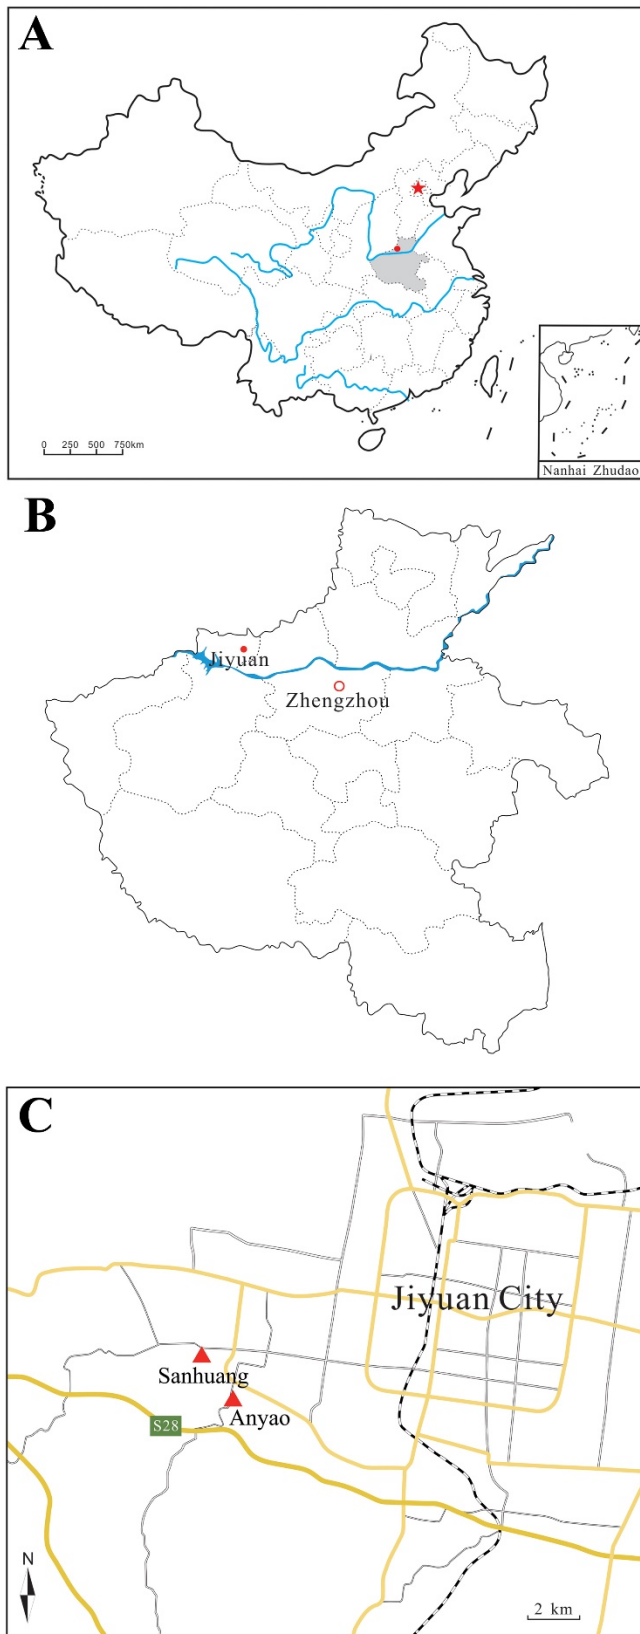 A
0 250 500 750km
Nanhai Zhudao
B
Jiyuan
Zhengzhou
C
Jiyuan City
Sanhuang
Anyao
S28
N
2 km